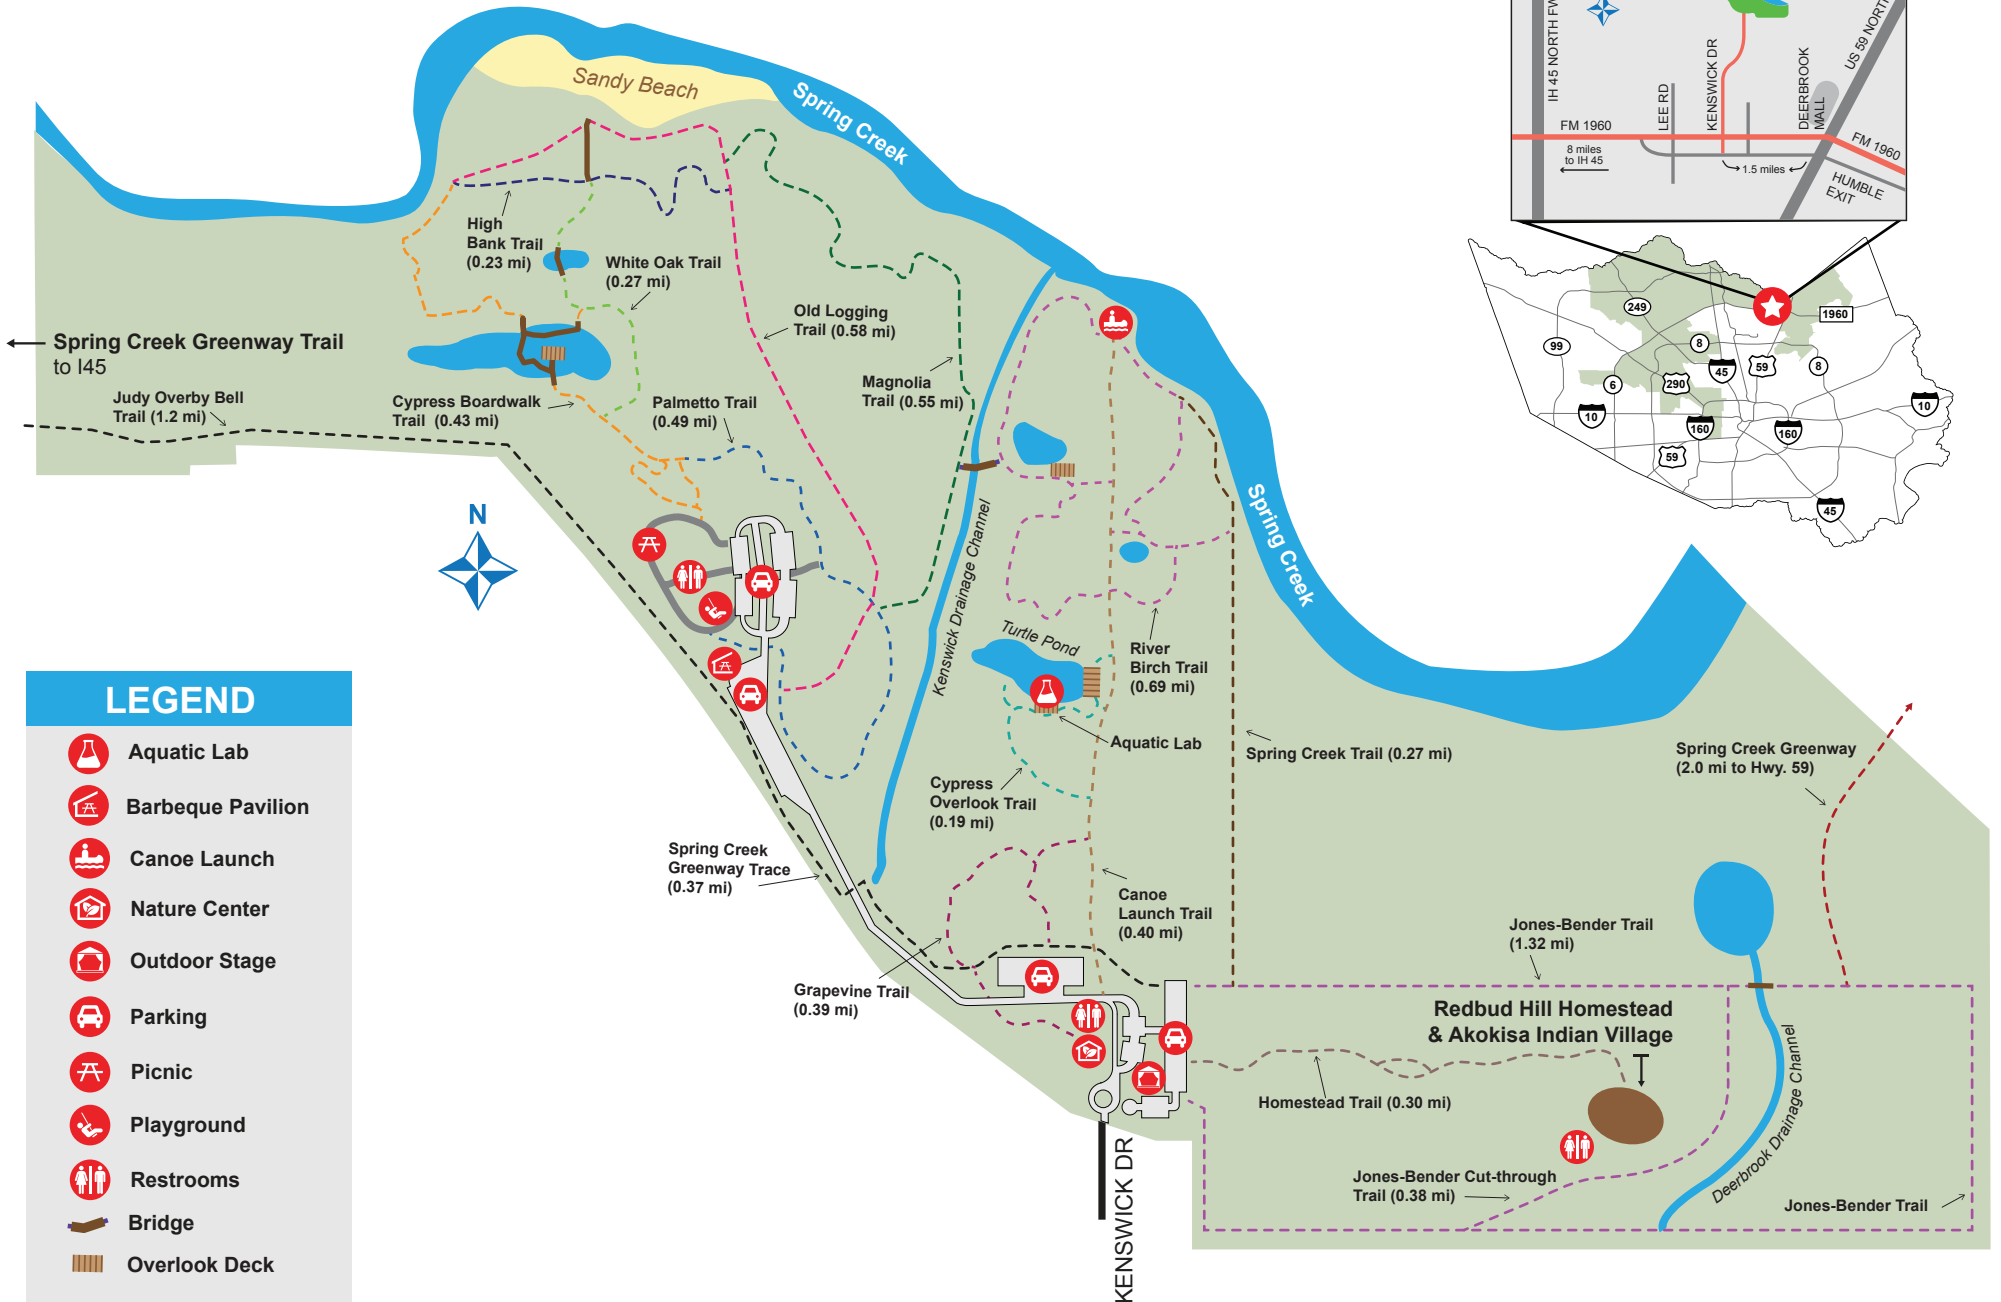 Sandy Beach
Spring Creek
High
Bank Trail
(0.23 mi)
White Oak Trail
(0.27 mi)
Old Logging
Trail (0.58 mi)
Spring Creek Greenway Trail
to I45
Judy Overby Bell
Trail (1.2 mi)
Cypress Boardwalk
Trail (0.43 mi)
Palmetto Trail
(0.49 mi)
Magnolia
Trail (0.55 mi)
N
Kenswick Drainage Channel
Spring Creek
Turtle Pond
River
Birch Trail
(0.69 mi)
Aquatic Lab
Spring Creek Trail (0.27 mi)
Cypress
Overlook Trail
(0.19 mi)
Spring Creek
Greenway Trace
(0.37 mi)
Canoe
Launch Trail
(0.40 mi)
Grapevine Trail
(0.39 mi)
Spring Creek Greenway
(2.0 mi to Hwy. 59)
Jones-Bender Trail
(1.32 mi)
Redbud Hill Homestead
& Akokisa Indian Village
Homestead Trail (0.30 mi)
Jones-Bender Cut-through
Trail (0.38 mi)
Deerbrook Drainage Channel
Jones-Bender Trail
KENSWICK DR
LEGEND
Aquatic Lab
Barbeque Pavilion
Canoe Launch
Nature Center
Outdoor Stage
Parking
Picnic
Playground
Restrooms
Bridge
Overlook Deck
IH 45 NORTH FW
LEE RD
KENSWICK DR
DEERBROOK
MALL
US 59 NORTH
FM 1960
8 miles
to IH 45
1.5 miles
FM 1960
HUMBLE
EXIT
249
1960
99
8
45
59
8
6
290
10
10
160
160
59
45